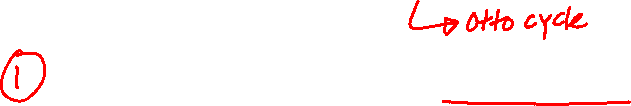 ↳ otto cycle
①